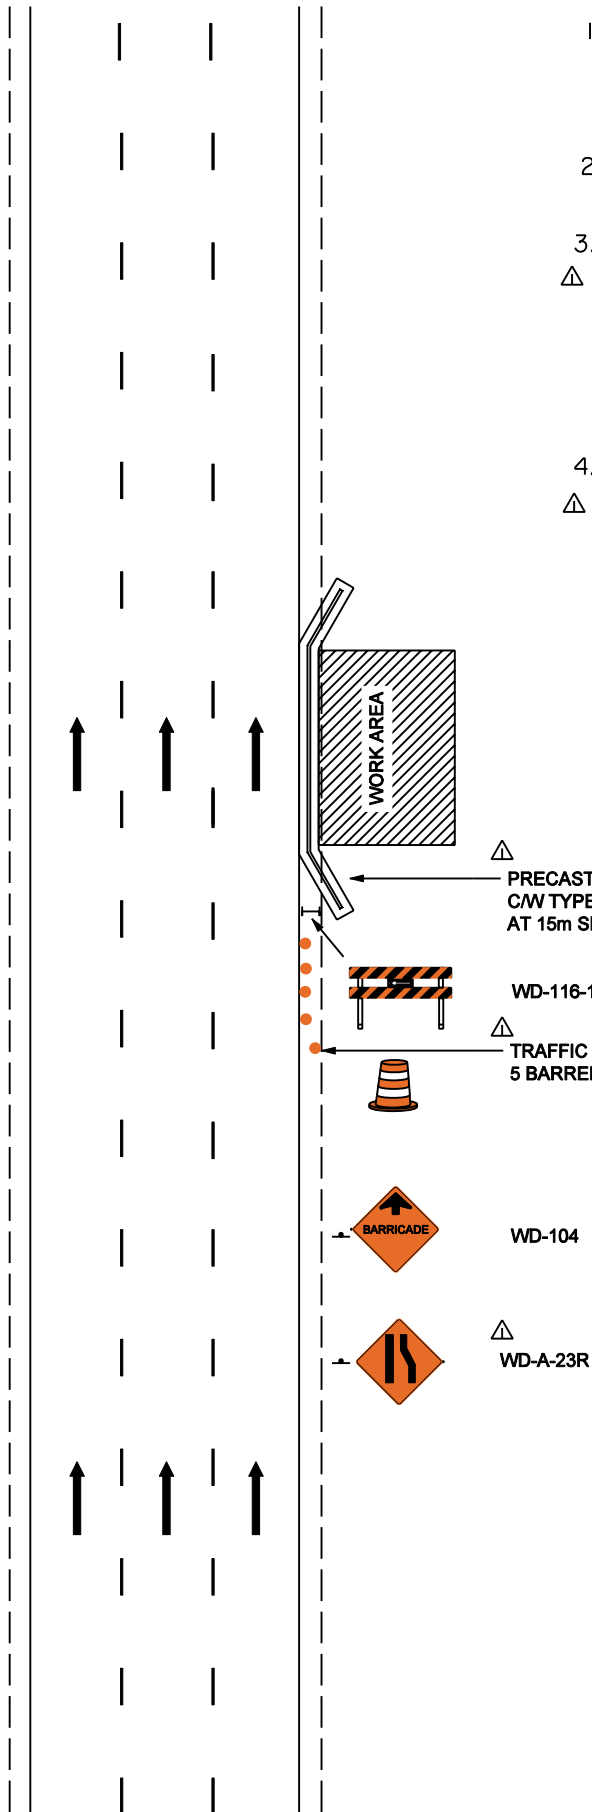 1
2
3.
4.
WORK AREA
PRECAST
C/W TYPE
AT 15m
WD-116-1
TRAFFIC
5
BARRICADE
WD-104
WD-A-23R